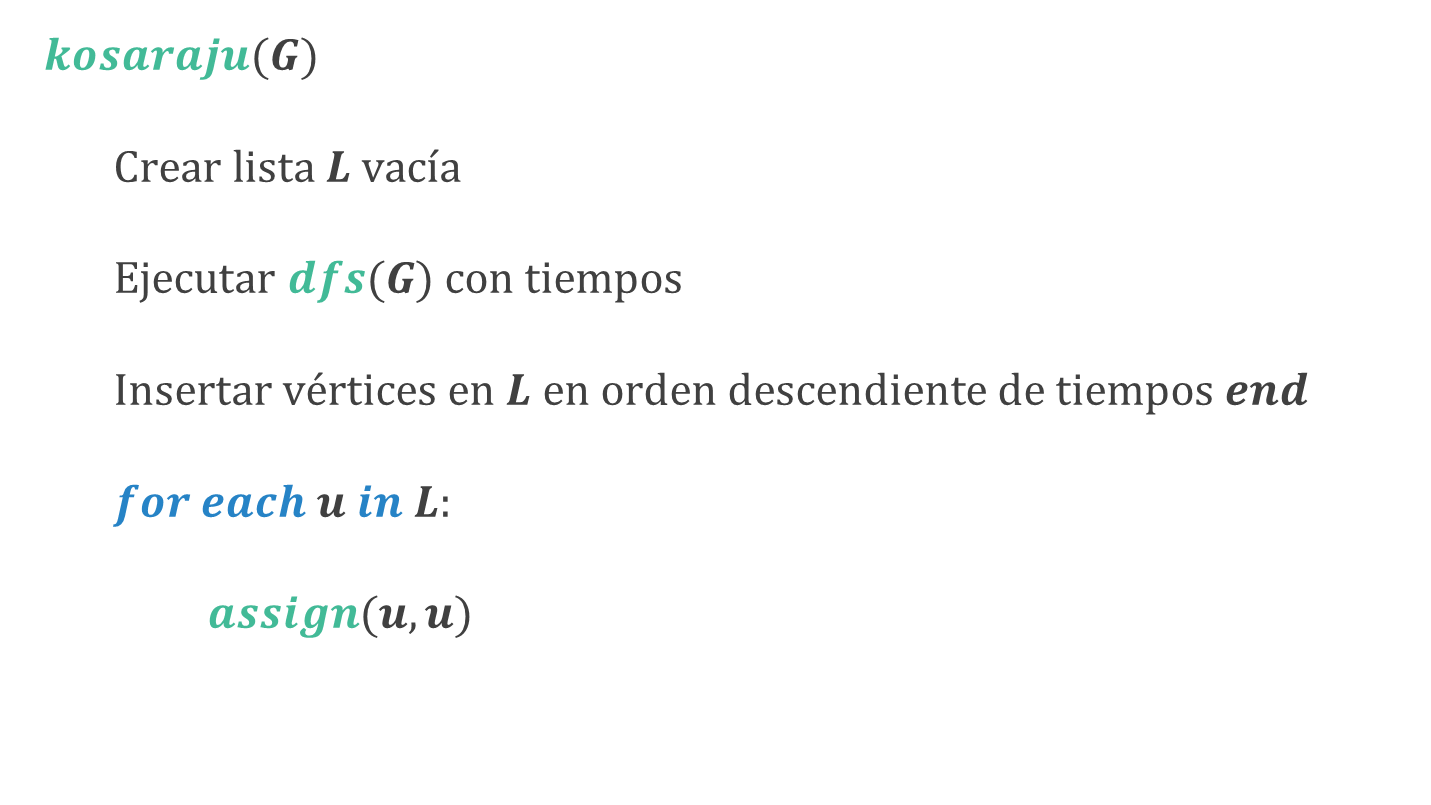 kosaraju(G)
Crear lista L vacía
Ejecutar dfs(G) con tiempos
Insertar vértices en L en orden descendiente de tiempos end
for each u in L:
assign(u, u)